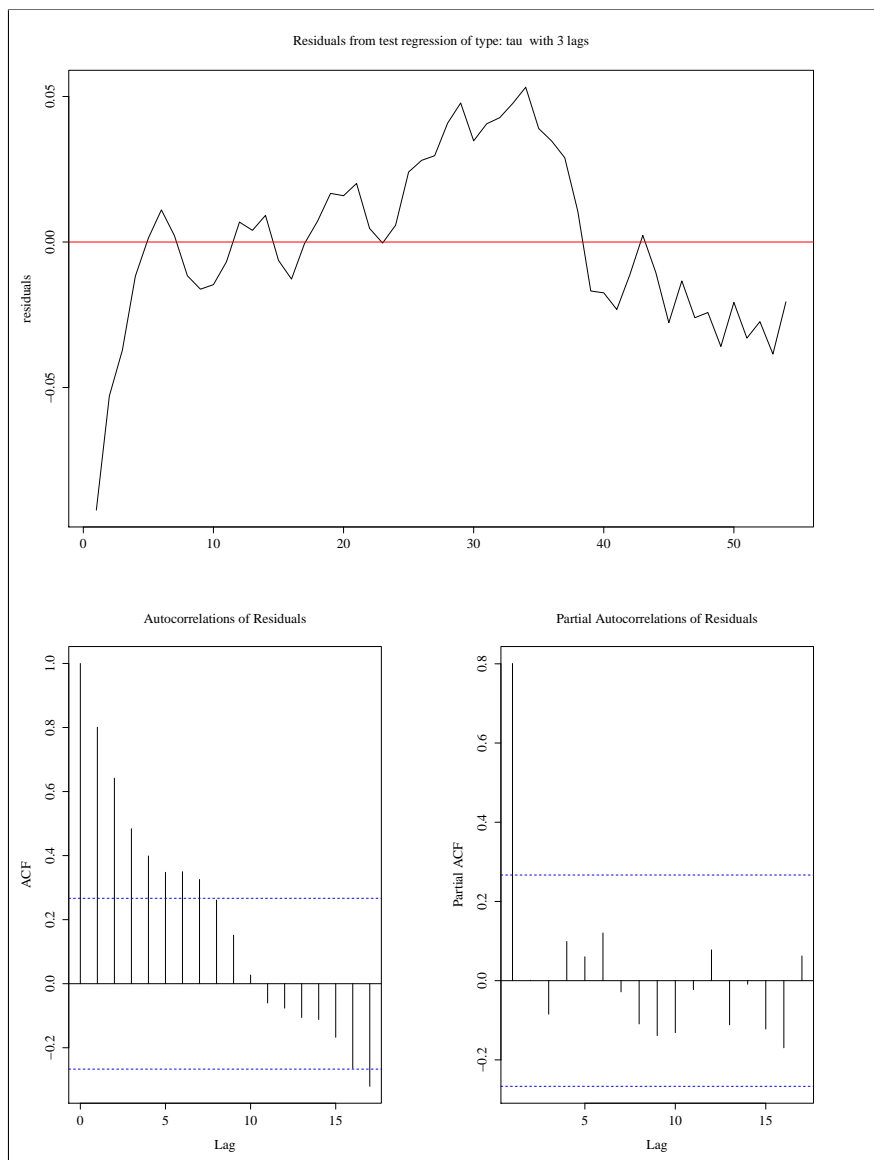 Residuals from test regression of type: tau  with 3 lags
residuals
0.05
0.00
−0.05
0 10 20 30 40 50
Autocorrelations of Residuals
ACF
1.0
0.8
0.6
0.4
0.2
0.0
−0.2
0 5 10 15
Lag
Partial Autocorrelations of Residuals
Partial ACF
0.8
0.6
0.4
0.2
0.0
−0.2
5 10 15
Lag